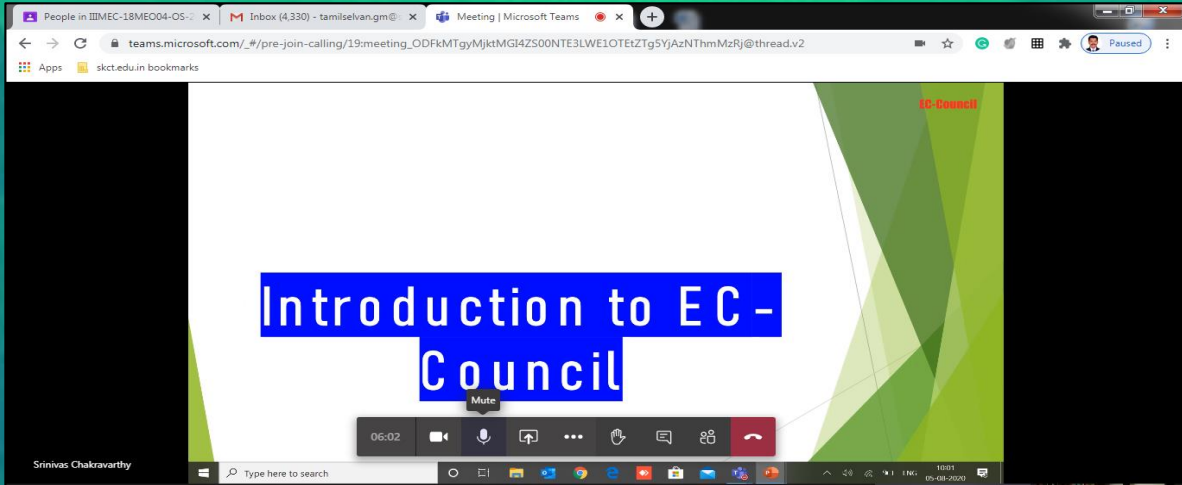 People in IIIMEC-18MEO04-OS-2
Inbox (4,330) - tamilselvan.gm@
Meeting | Microsoft Teams
teams.microsoft.com/_#/pre-join-calling/19:meeting_ODFkMTgyMjktMGI4ZS00NTE3LWE1OTEtZTg5YjAzNThmMzRj@thread.v2
Paused
Apps
skct.edu.in bookmarks
EC-Council
Introduction to EC-
Council
Mute
06:02
Srinivas Chakravarthy
Type here to search
ENG
10:01
05-08-2020